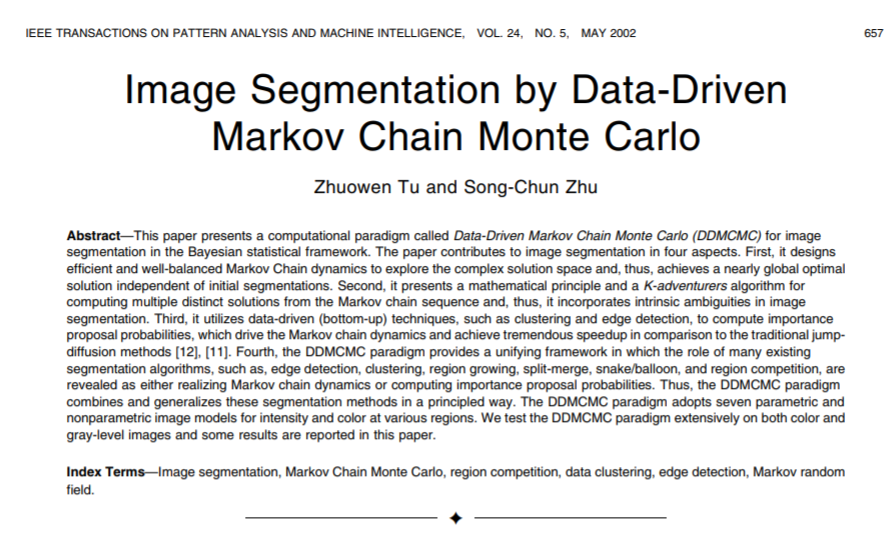 IEEE TRANSACTIONS ON PATTERN ANALYSIS AND MACHINE INTELLIGENCE, VOL. 24, NO. 5, MAY 2002 657
Image Segmentation by Data-Driven
Markov Chain Monte Carlo
Zhuowen Tu and Song-Chun Zhu
Abstract—This paper presents a computational paradigm called Data-Driven Markov Chain Monte Carlo (DDMCMC) for image
segmentation in the Bayesian statistical framework. The paper contributes to image segmentation in four aspects. First, it designs
efficient and well-balanced Markov Chain dynamics to explore the complex solution space and, thus, achieves a nearly global optimal
solution independent of initial segmentations. Second, it presents a mathematical principle and a K-adventurers algorithm for
computing multiple distinct solutions from the Markov chain sequence and, thus, it incorporates intrinsic ambiguities in image
segmentation. Third, it utilizes data-driven (bottom-up) techniques, such as clustering and edge detection, to compute importance
proposal probabilities, which drive the Markov chain dynamics and achieve tremendous speedup in comparison to the traditional jump-
diffusion methods [12], [11]. Fourth, the DDMCMC paradigm provides a unifying framework in which the role of many existing
segmentation algorithms, such as, edge detection, clustering, region growing, split-merge, snake/balloon, and region competition, are
revealed as either realizing Markov chain dynamics or computing importance proposal probabilities. Thus, the DDMCMC paradigm
combines and generalizes these segmentation methods in a principled way. The DDMCMC paradigm adopts seven parametric and
nonparametric image models for intensity and color at various regions. We test the DDMCMC paradigm extensively on both color and
gray-level images and some results are reported in this paper.
Index Terms—Image segmentation, Markov Chain Monte Carlo, region competition, data clustering, edge detection, Markov random
field.